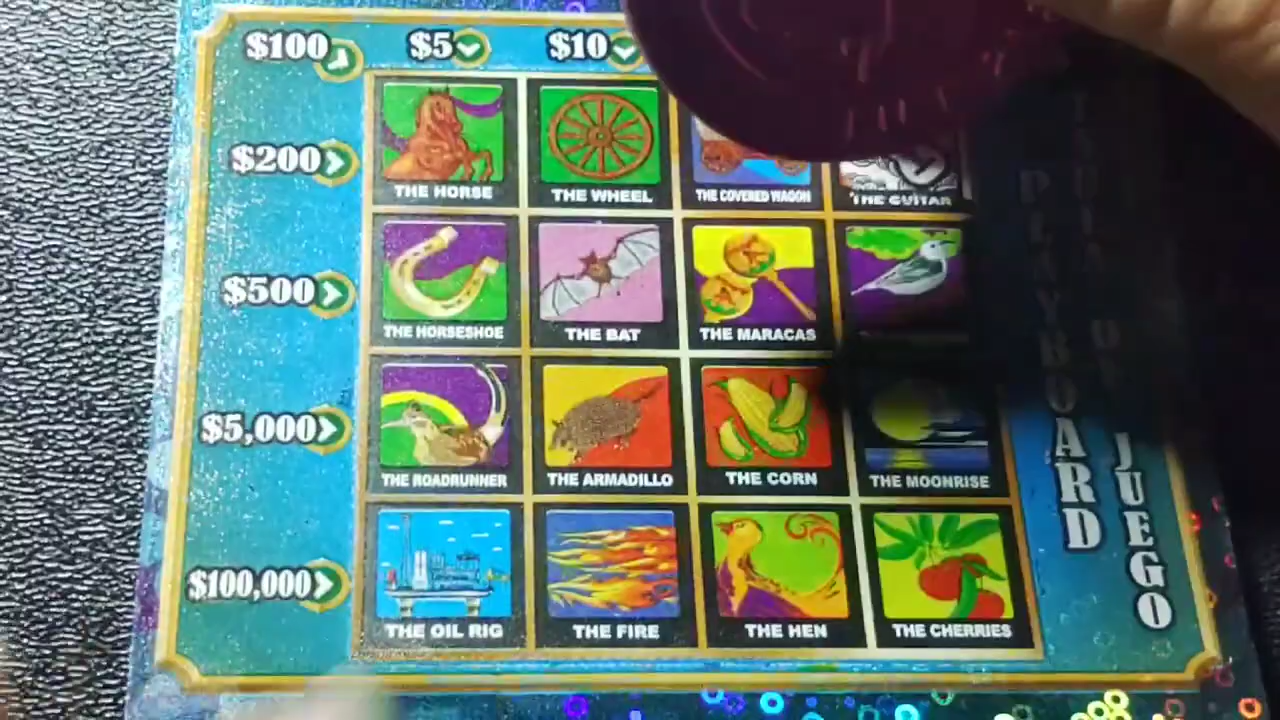 $100 $5 $10
$200
THE HORSE THE WHEEL THE COVERED WAGON THE GUITAR
$500
THE HORSESHOE THE BAT THE MARACAS
$5,000
THE ROADRUNNER THE ARMADILLO THE CORN THE MOONRISE
$100,000
THE OIL RIG THE FIRE THE HEN THE CHERRIES
PLAYBOARD
JUEGO